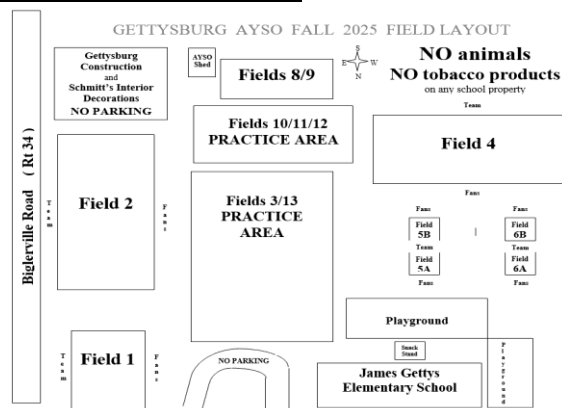 GETTYSBURG AYSO FALL 2025 FIELD LAYOUT
Biglerville Road ( Rt 34 )
Gettysburg
Construction
and
Schmitt's Interior
Decorations
NO PARKING
AYSO
Shed
Fields 8/9
S
E W
N
NO animals
NO tobacco products
on any school property
Team
Field 4
Fans
Fields 10/11/12
PRACTICE AREA
Team
Field 2
Fans
Fields 3/13
PRACTICE
AREA
Fans
Field
5B
Team
Field
5A
Fans
Fans
Field
6B
Team
Field
6A
Fans
Team
Field 1
Fans
NO PARKING
Playground
Snack
Stand
James Gettys
Elementary School
Playground